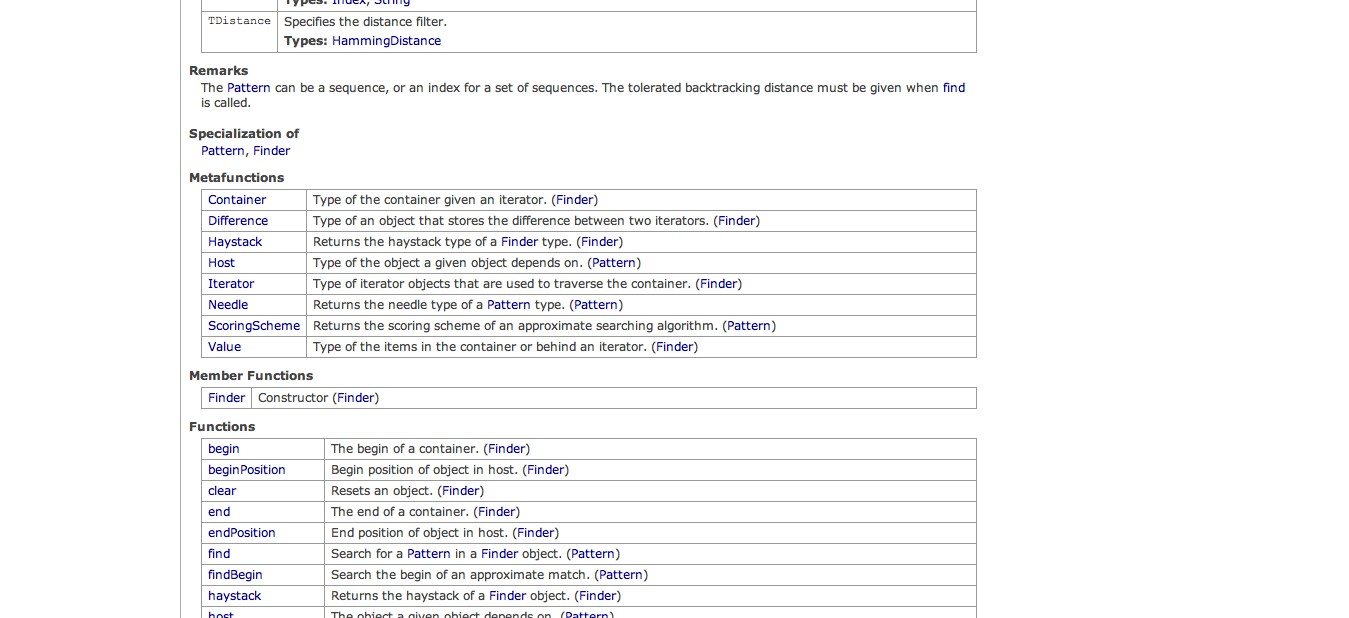 Types: Index, String
TDistance Specifies the distance filter.
Types: HammingDistance
Remarks
The Pattern can be a sequence, or an index for a set of sequences. The tolerated backtracking distance must be given when find
is called.
Specialization of
Pattern, Finder
Metafunctions
Container Type of the container given an iterator. (Finder)
Difference Type of an object that stores the difference between two iterators. (Finder)
Haystack Returns the haystack type of a Finder type. (Finder)
Host Type of the object a given object depends on. (Pattern)
Iterator Type of iterator objects that are used to traverse the container. (Finder)
Needle Returns the needle type of a Pattern type. (Pattern)
ScoringScheme Returns the scoring scheme of an approximate searching algorithm. (Pattern)
Value Type of the items in the container or behind an iterator. (Finder)
Member Functions
Finder Constructor (Finder)
Functions
begin The begin of a container. (Finder)
beginPosition Begin position of object in host. (Finder)
clear Resets an object. (Finder)
end The end of a container. (Finder)
endPosition End position of object in host. (Finder)
find Search for a Pattern in a Finder object. (Pattern)
findBegin Search the begin of an approximate match. (Pattern)
haystack Returns the haystack of a Finder object. (Finder)
host The object a given object depends on. (Pattern)